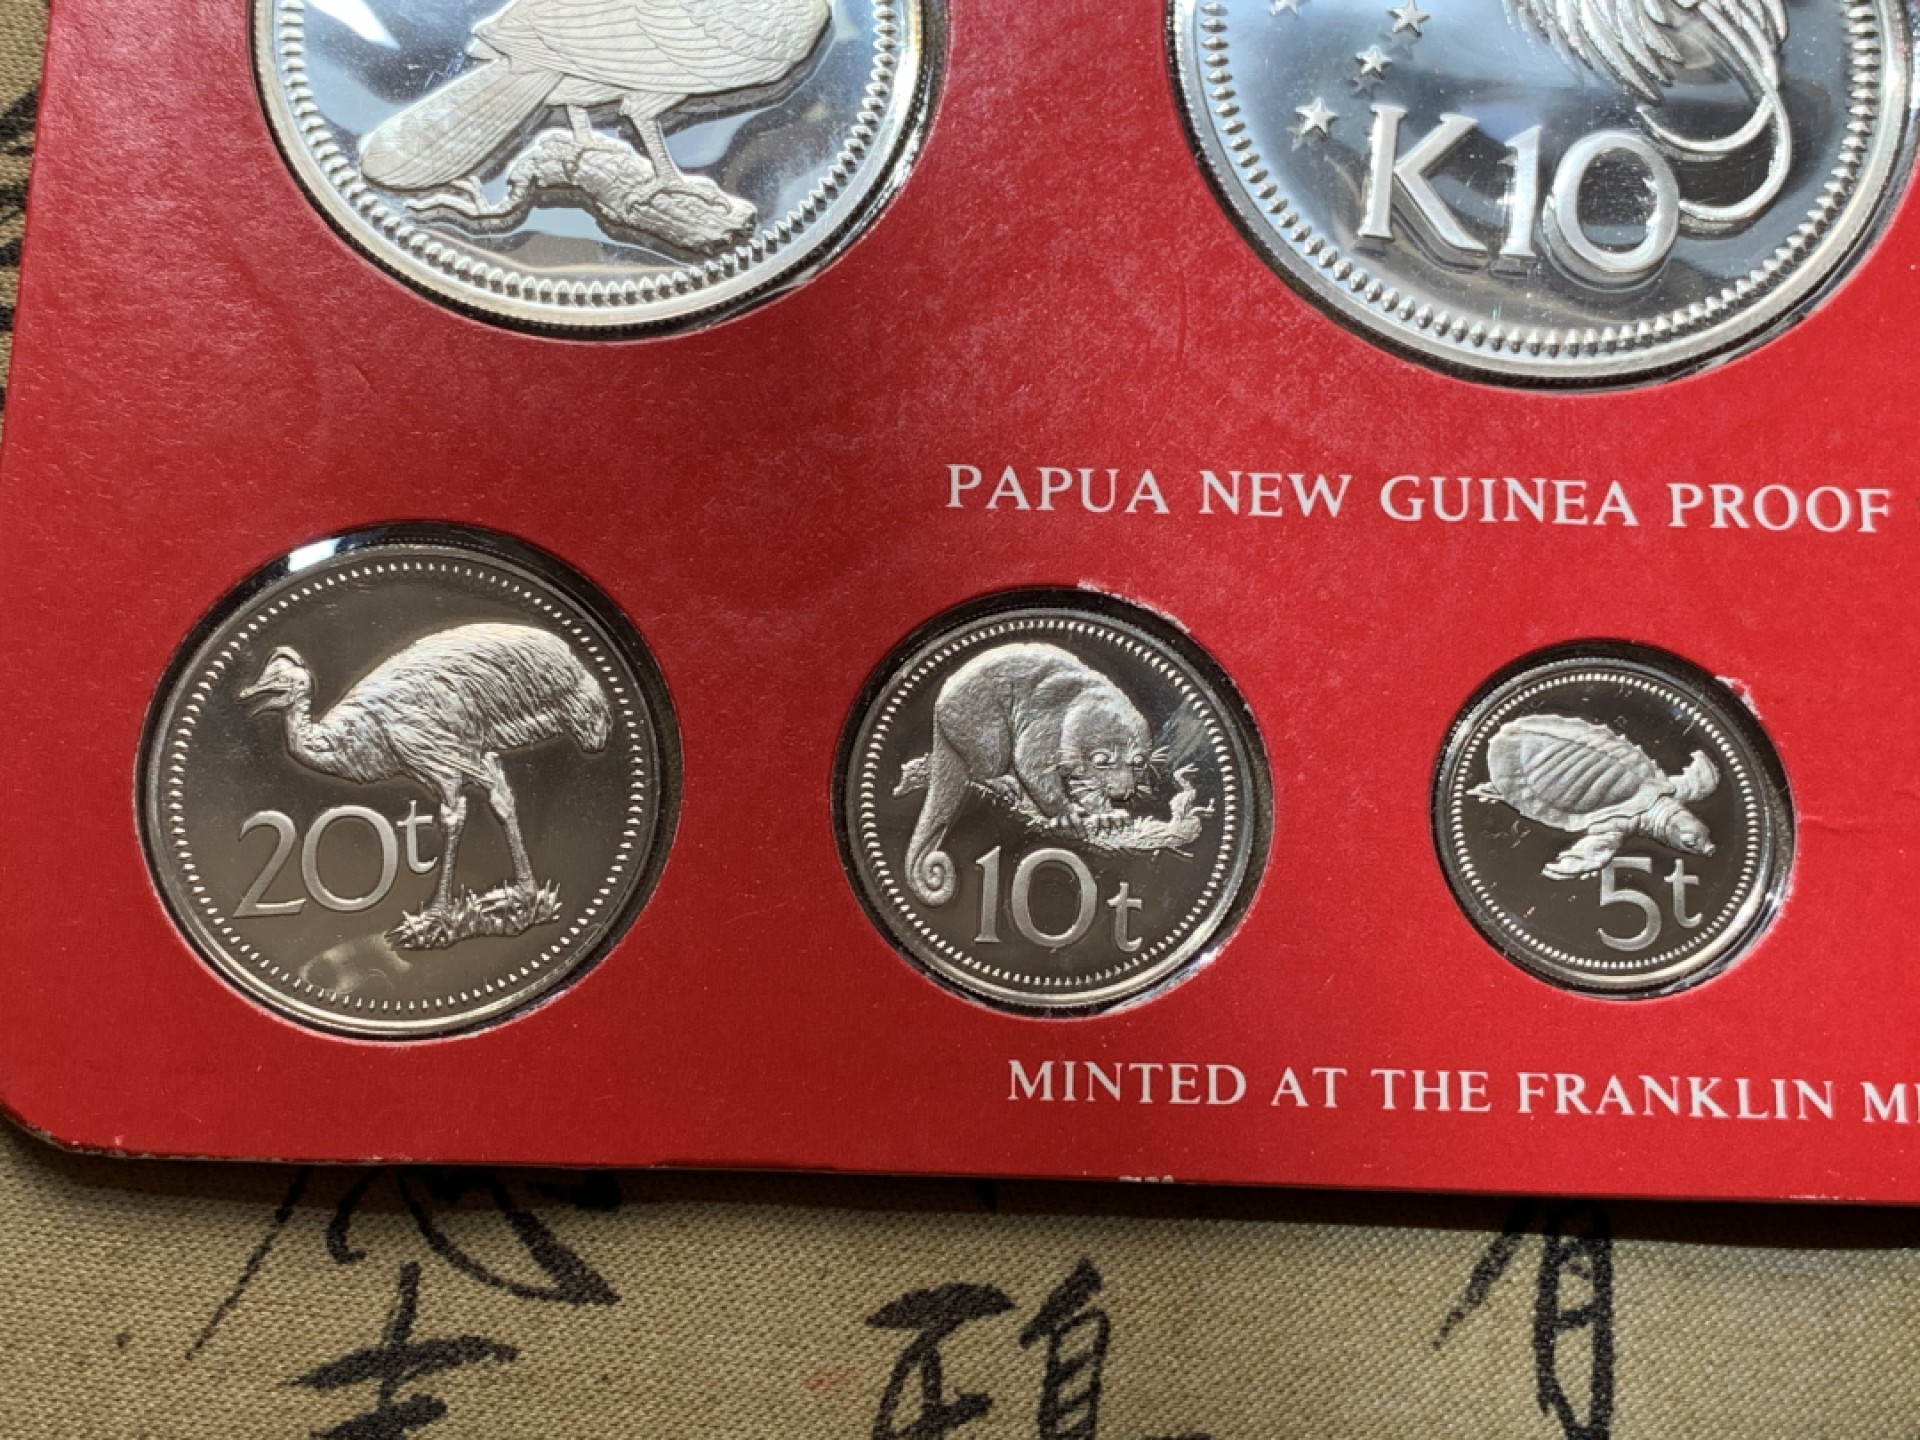 K10
PAPUA NEW GUINEA PROOF
20t
10t
5t
MINTED AT THE FRANKLIN